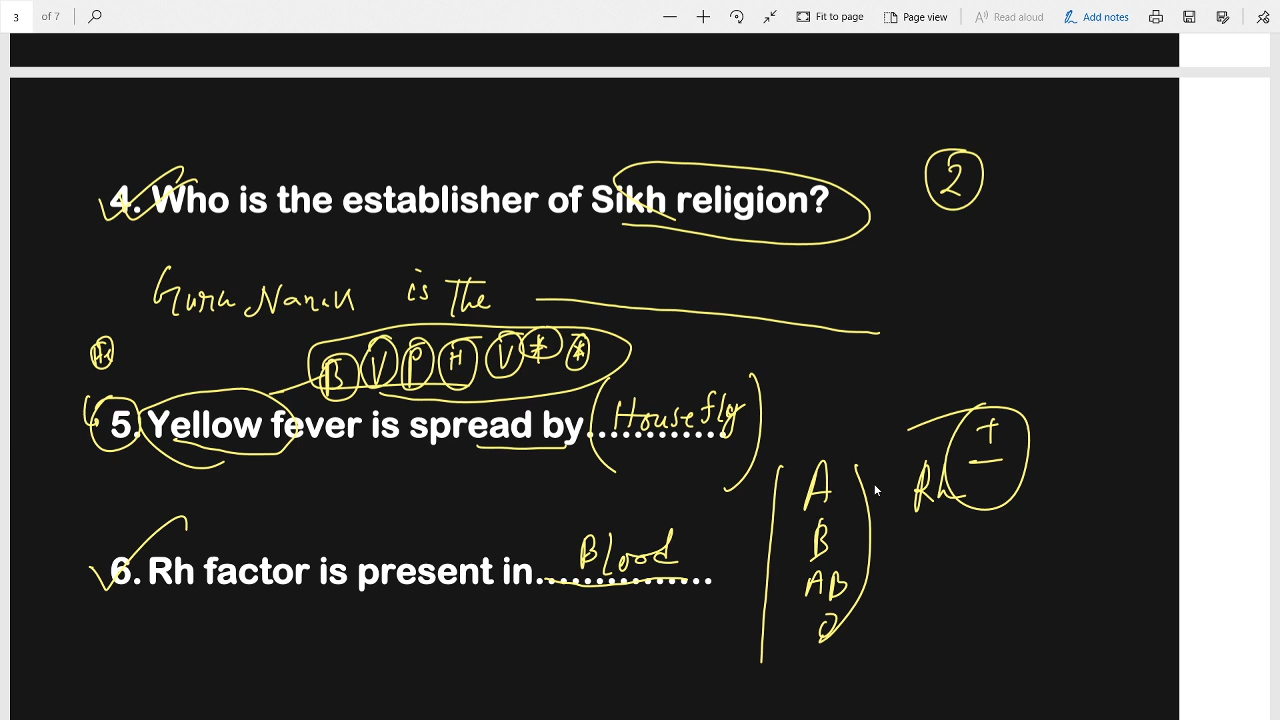 3 of 7 Fit to page Page view Read aloud Add notes
4. Who is the establisher of Sikh religion? 2
Guru Nanak is the
B V P H V * *
5. Yellow fever is spread by............. Housefly
Rh + -
A
B
AB
O
6. Rh factor is present in............... Blood